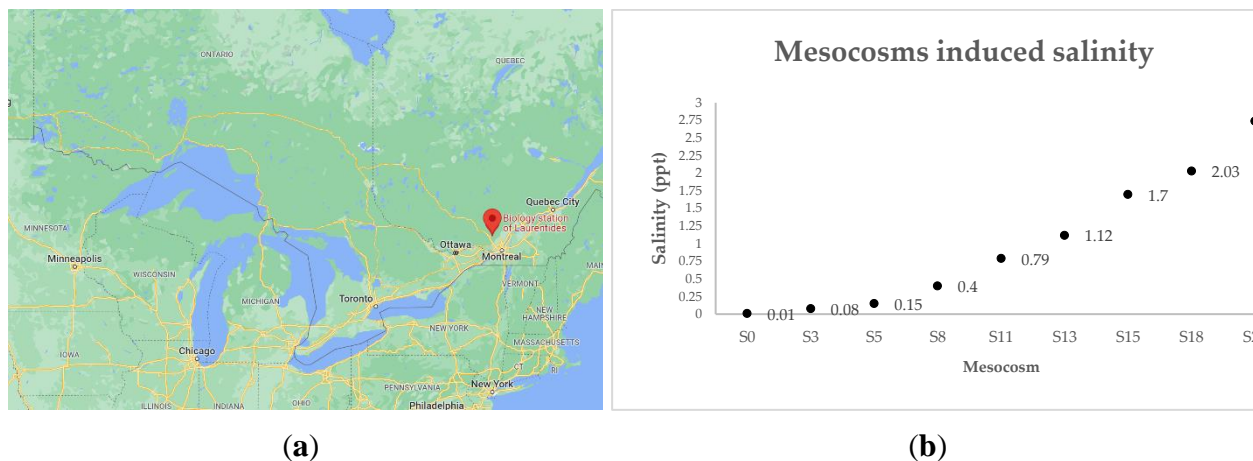 ONTARIO
QUEBEC
Quebec City
Biology station
of Laurentides
MINNESOTA
Ottawa
Montreal
Minneapolis
WISCONSIN
VERMONT
MICHIGAN
Toronto
NEW
HAMPSHIRE
NEW YORK
MASSACHUSETTS
IOWA
Chicago
CT
RI
PENNSYLVANIA
New York
ILLINOIS
INDIANA
OHIO
Philadelphia
(a)
Mesocosms induced salinity
Salinity (ppt)
3
2.75
2.5
2.25
2
1.75
1.5
1.25
1
0.75
0.5
0.25
0
0.01
0.08
0.15
0.4
0.79
1.12
1.7
2.03
S0
S3
S5
S8
S11
S13
S15
S18
Mesocosm
(b)